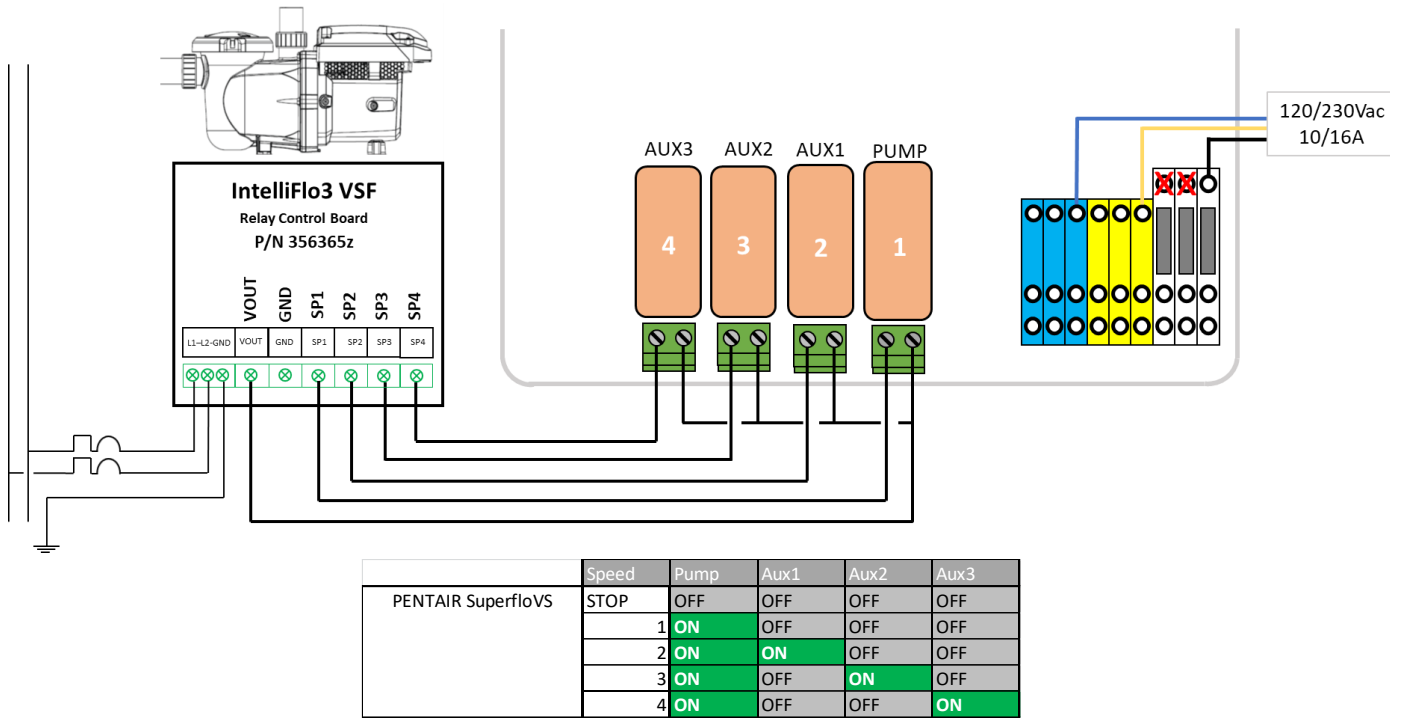 120/230Vac
10/16A
AUX3 AUX2 AUX1 PUMP
4 3 2 1
IntelliFlo3 VSF
Relay Control Board
P/N 356365z
VOUT GND SP1 SP2 SP3 SP4
L1–L2-GND VOUT GND SP1 SP2 SP3 SP4
Speed Pump Aux1 Aux2 Aux3
PENTAIR SuperfloVS STOP OFF OFF OFF OFF
1 ON OFF OFF OFF
2 ON ON OFF OFF
3 ON OFF ON OFF
4 ON OFF OFF ON